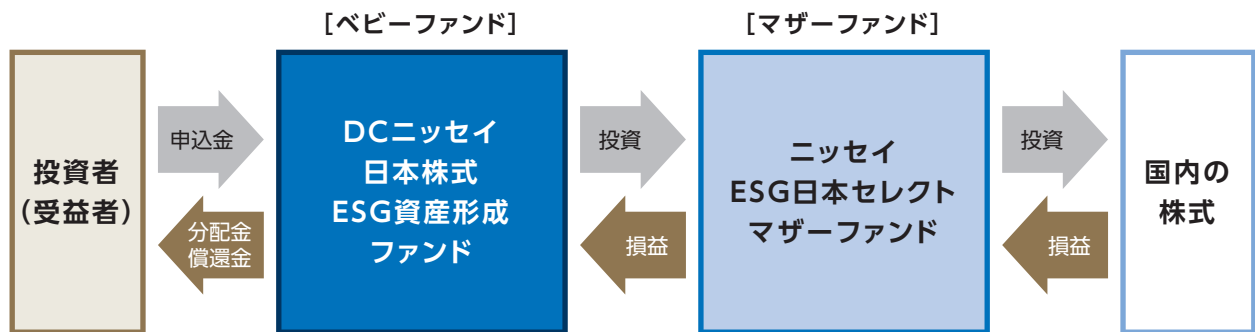 [ベビーファンド]
[マザーファンド]
投資者
(受益者)
申込金
分配金
償還金
DCニッセイ
日本株式
ESG資産形成
ファンド
投資
損益
ニッセイ
ESG日本セレクト
マザーファンド
投資
損益
国内の
株式